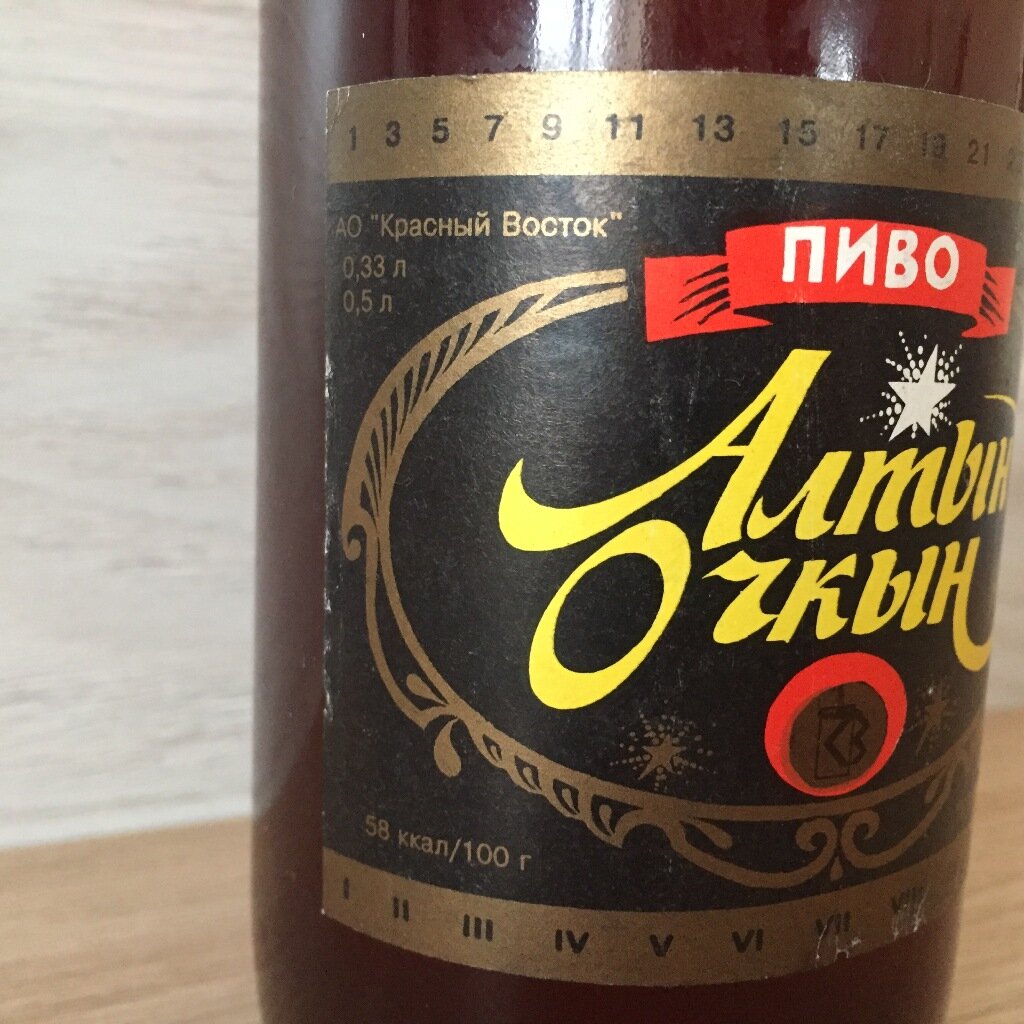 1 3 5 7 9 11 13 15 17 19 21
АО "Красный Восток"
0,33 л
0,5 л
ПИВО
Алтын
Очкын
58 ккал/100 г
I II III IV V VI VII VIII